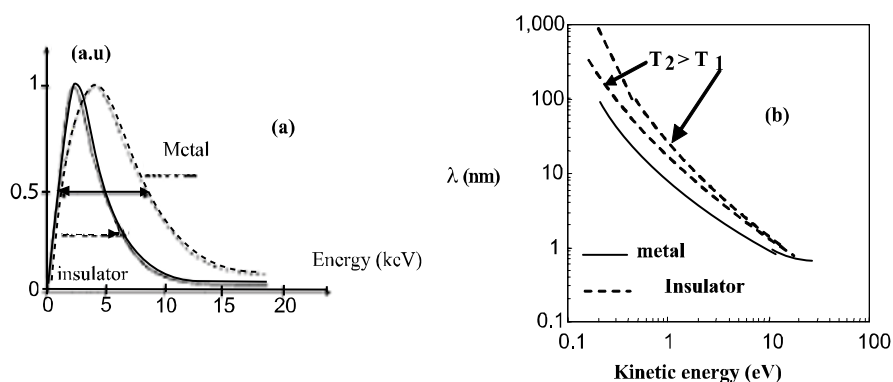 (a.u)
1
(a)
Metal
0.5
Energy (keV)
insulator
0
0 5 10 15 20
1,000
T2 > T1
100
(b)
λ (nm)
10
1
metal
Insulator
0.1
0.1 1 10 100
Kinetic energy (eV)